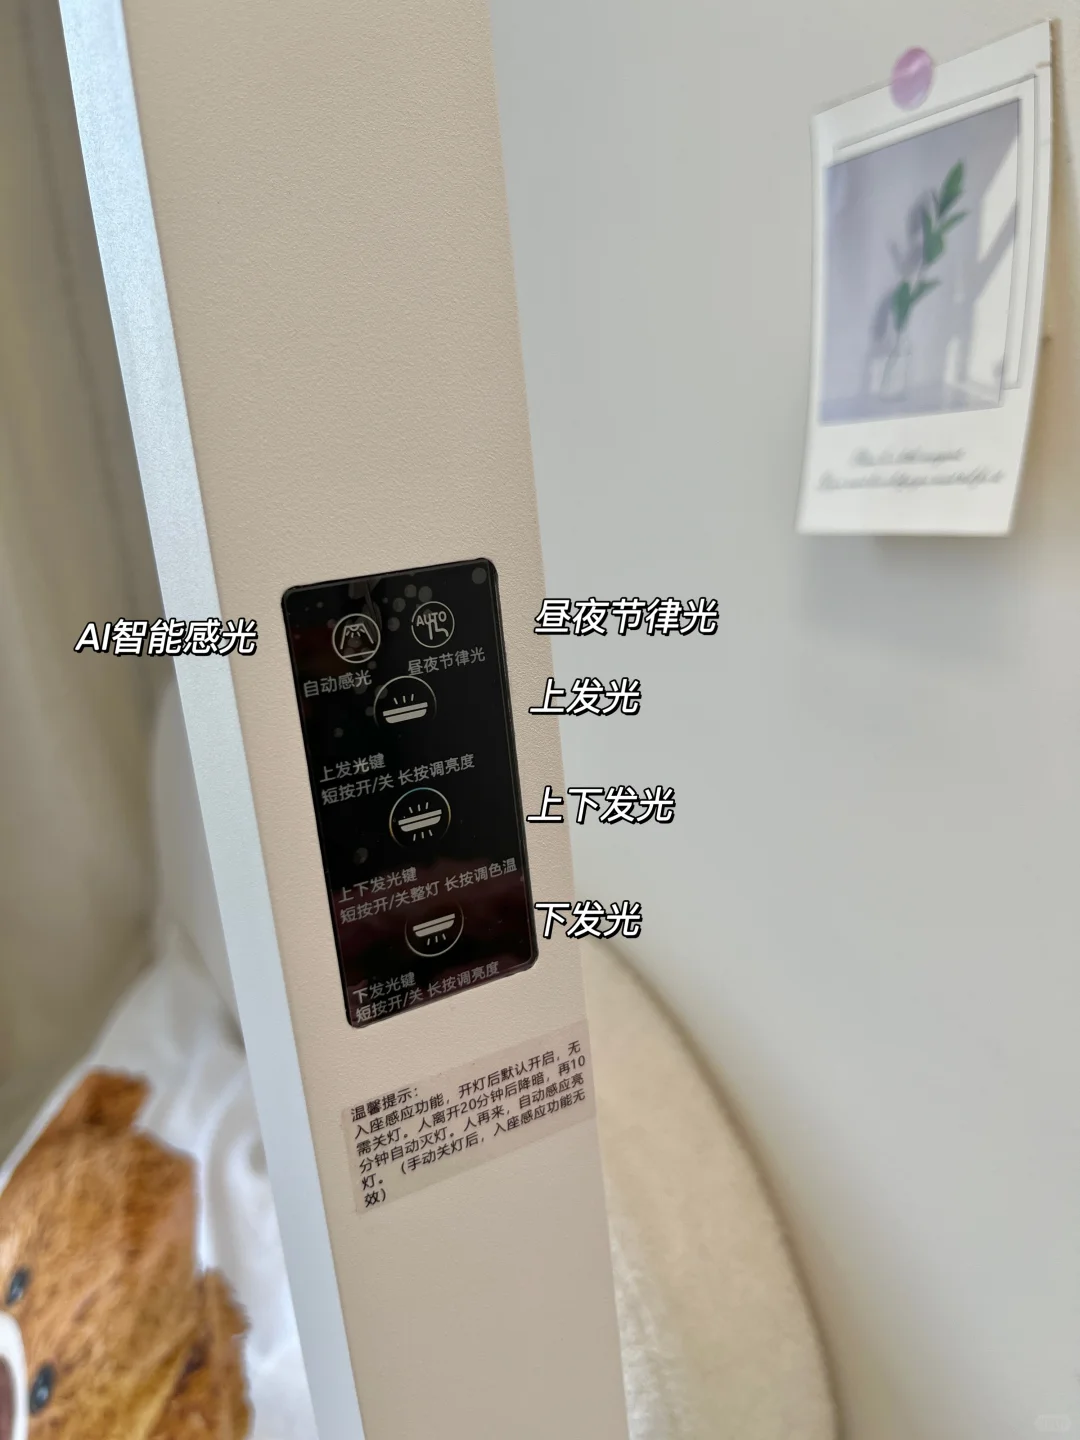 AI智能感光
昼夜节律光
上发光
上下发光
下发光
AUTO
自动感光
昼夜节律光
上发光键
短按开/关 长按调亮度
上下发光键
短按开/关整灯 长按调色温
下发光键
短按开/关 长按调亮度
温馨提示：
入座感应功能，开灯后默认开启，无
需关灯。人离开20分钟后降暗，再10
分钟自动灭灯。人再来，自动感应亮
灯。（手动关灯后，入座感应功能无
效）